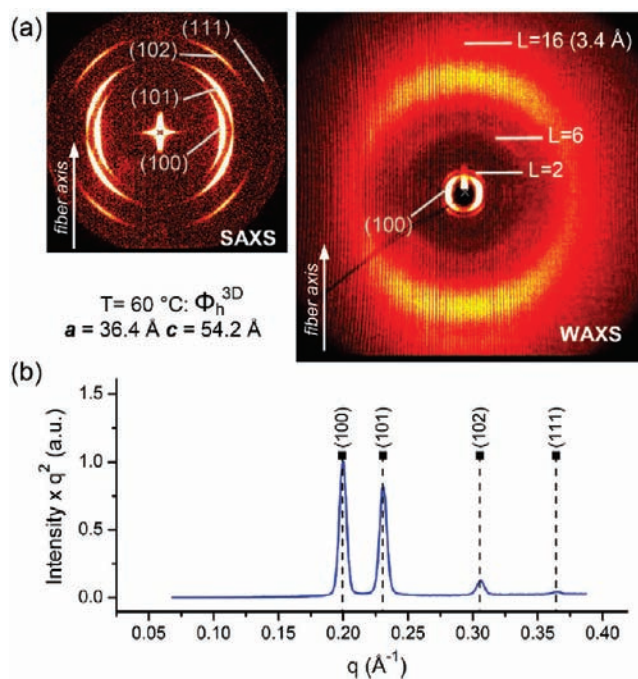 (a)
(111)
(102)
(101)
(100)
fiber axis
SAXS
L=16 (3.4 Å)
L=6
L=2
(100)
fiber axis
WAXS
T= 60 °C: Φh3D
a = 36.4 Å c = 54.2 Å
(b)
Intensity x q2 (a.u.)
1.5
1.0
0.5
0.0
(100)
(101)
(102)
(111)
0.05 0.10 0.15 0.20 0.25 0.30 0.35 0.40
q (Å-1)